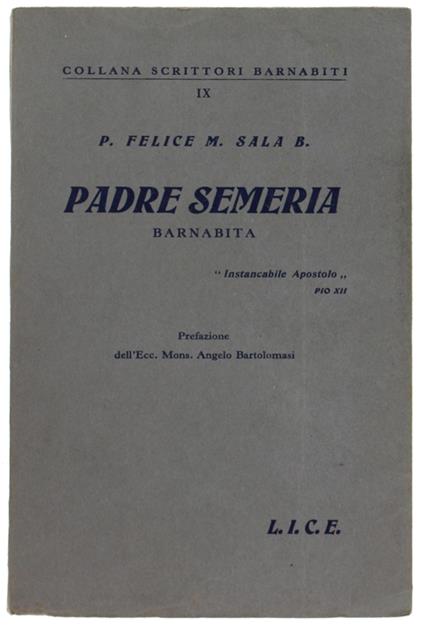 COLLANA SCRITTORI BARNABITI
IX
P. FELICE M. SALA B.
PADRE SEMERIA
BARNABITA
“ Instancabile Apostolo „
PIO XII
Prefazione
dell'Ecc. Mons. Angelo Bartolomasi
L. I. C. E.